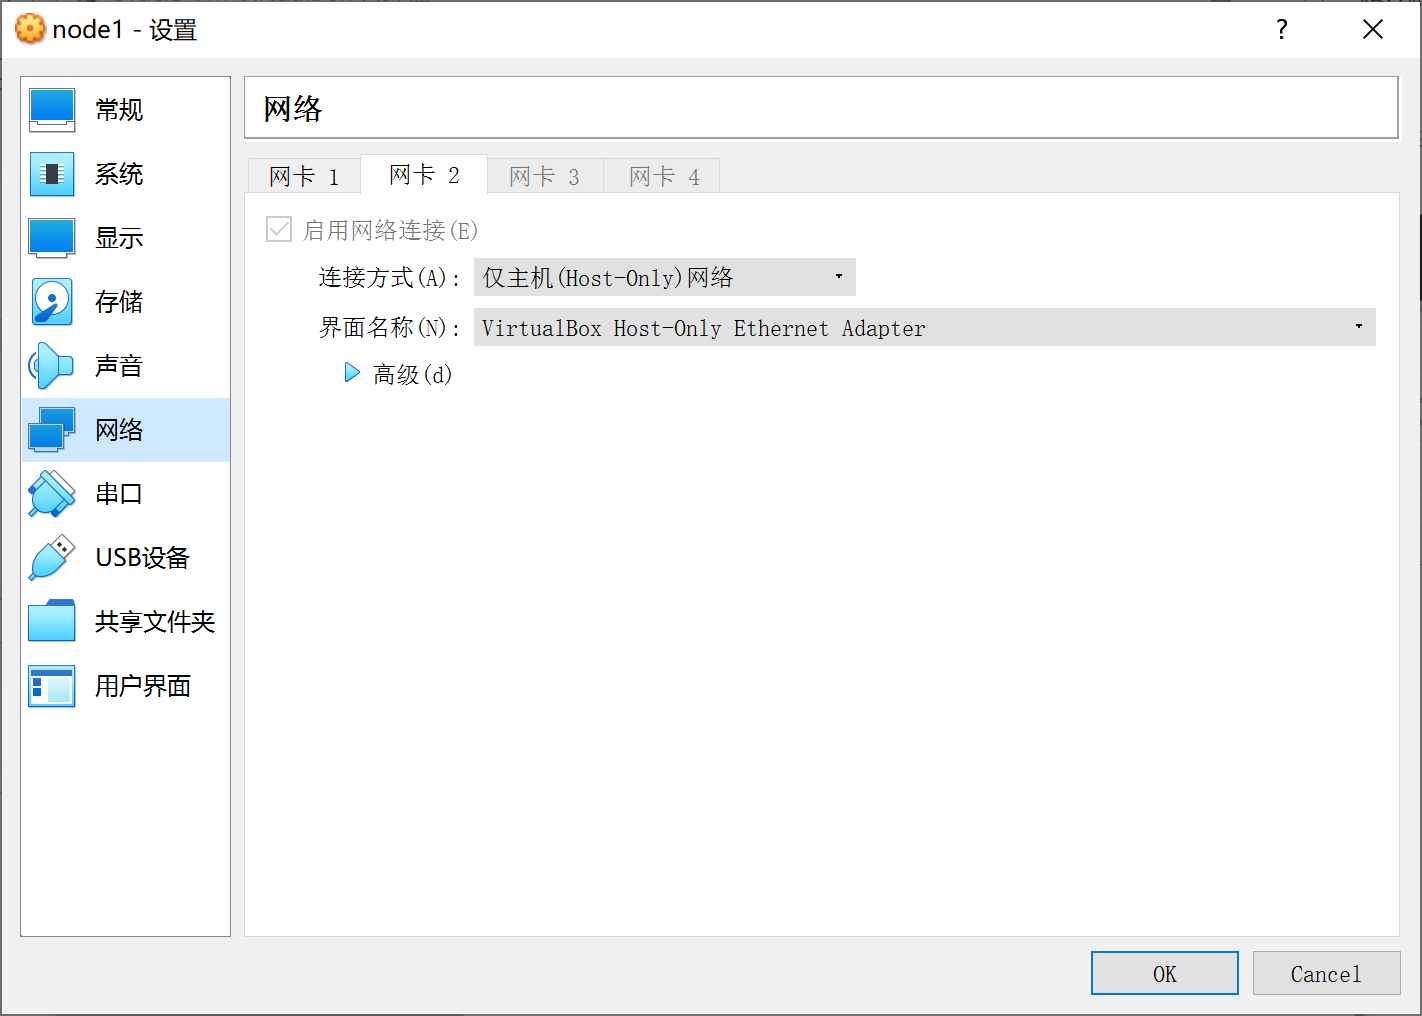 node1 - 设置
?
常规
系统
显示
存储
声音
网络
串口
USB设备
共享文件夹
用户界面
网络
网卡 1 网卡 2 网卡 3 网卡 4
启用网络连接(E)
连接方式(A): 仅主机(Host-Only)网络
界面名称(N): VirtualBox Host-Only Ethernet Adapter
高级(d)
OK Cancel